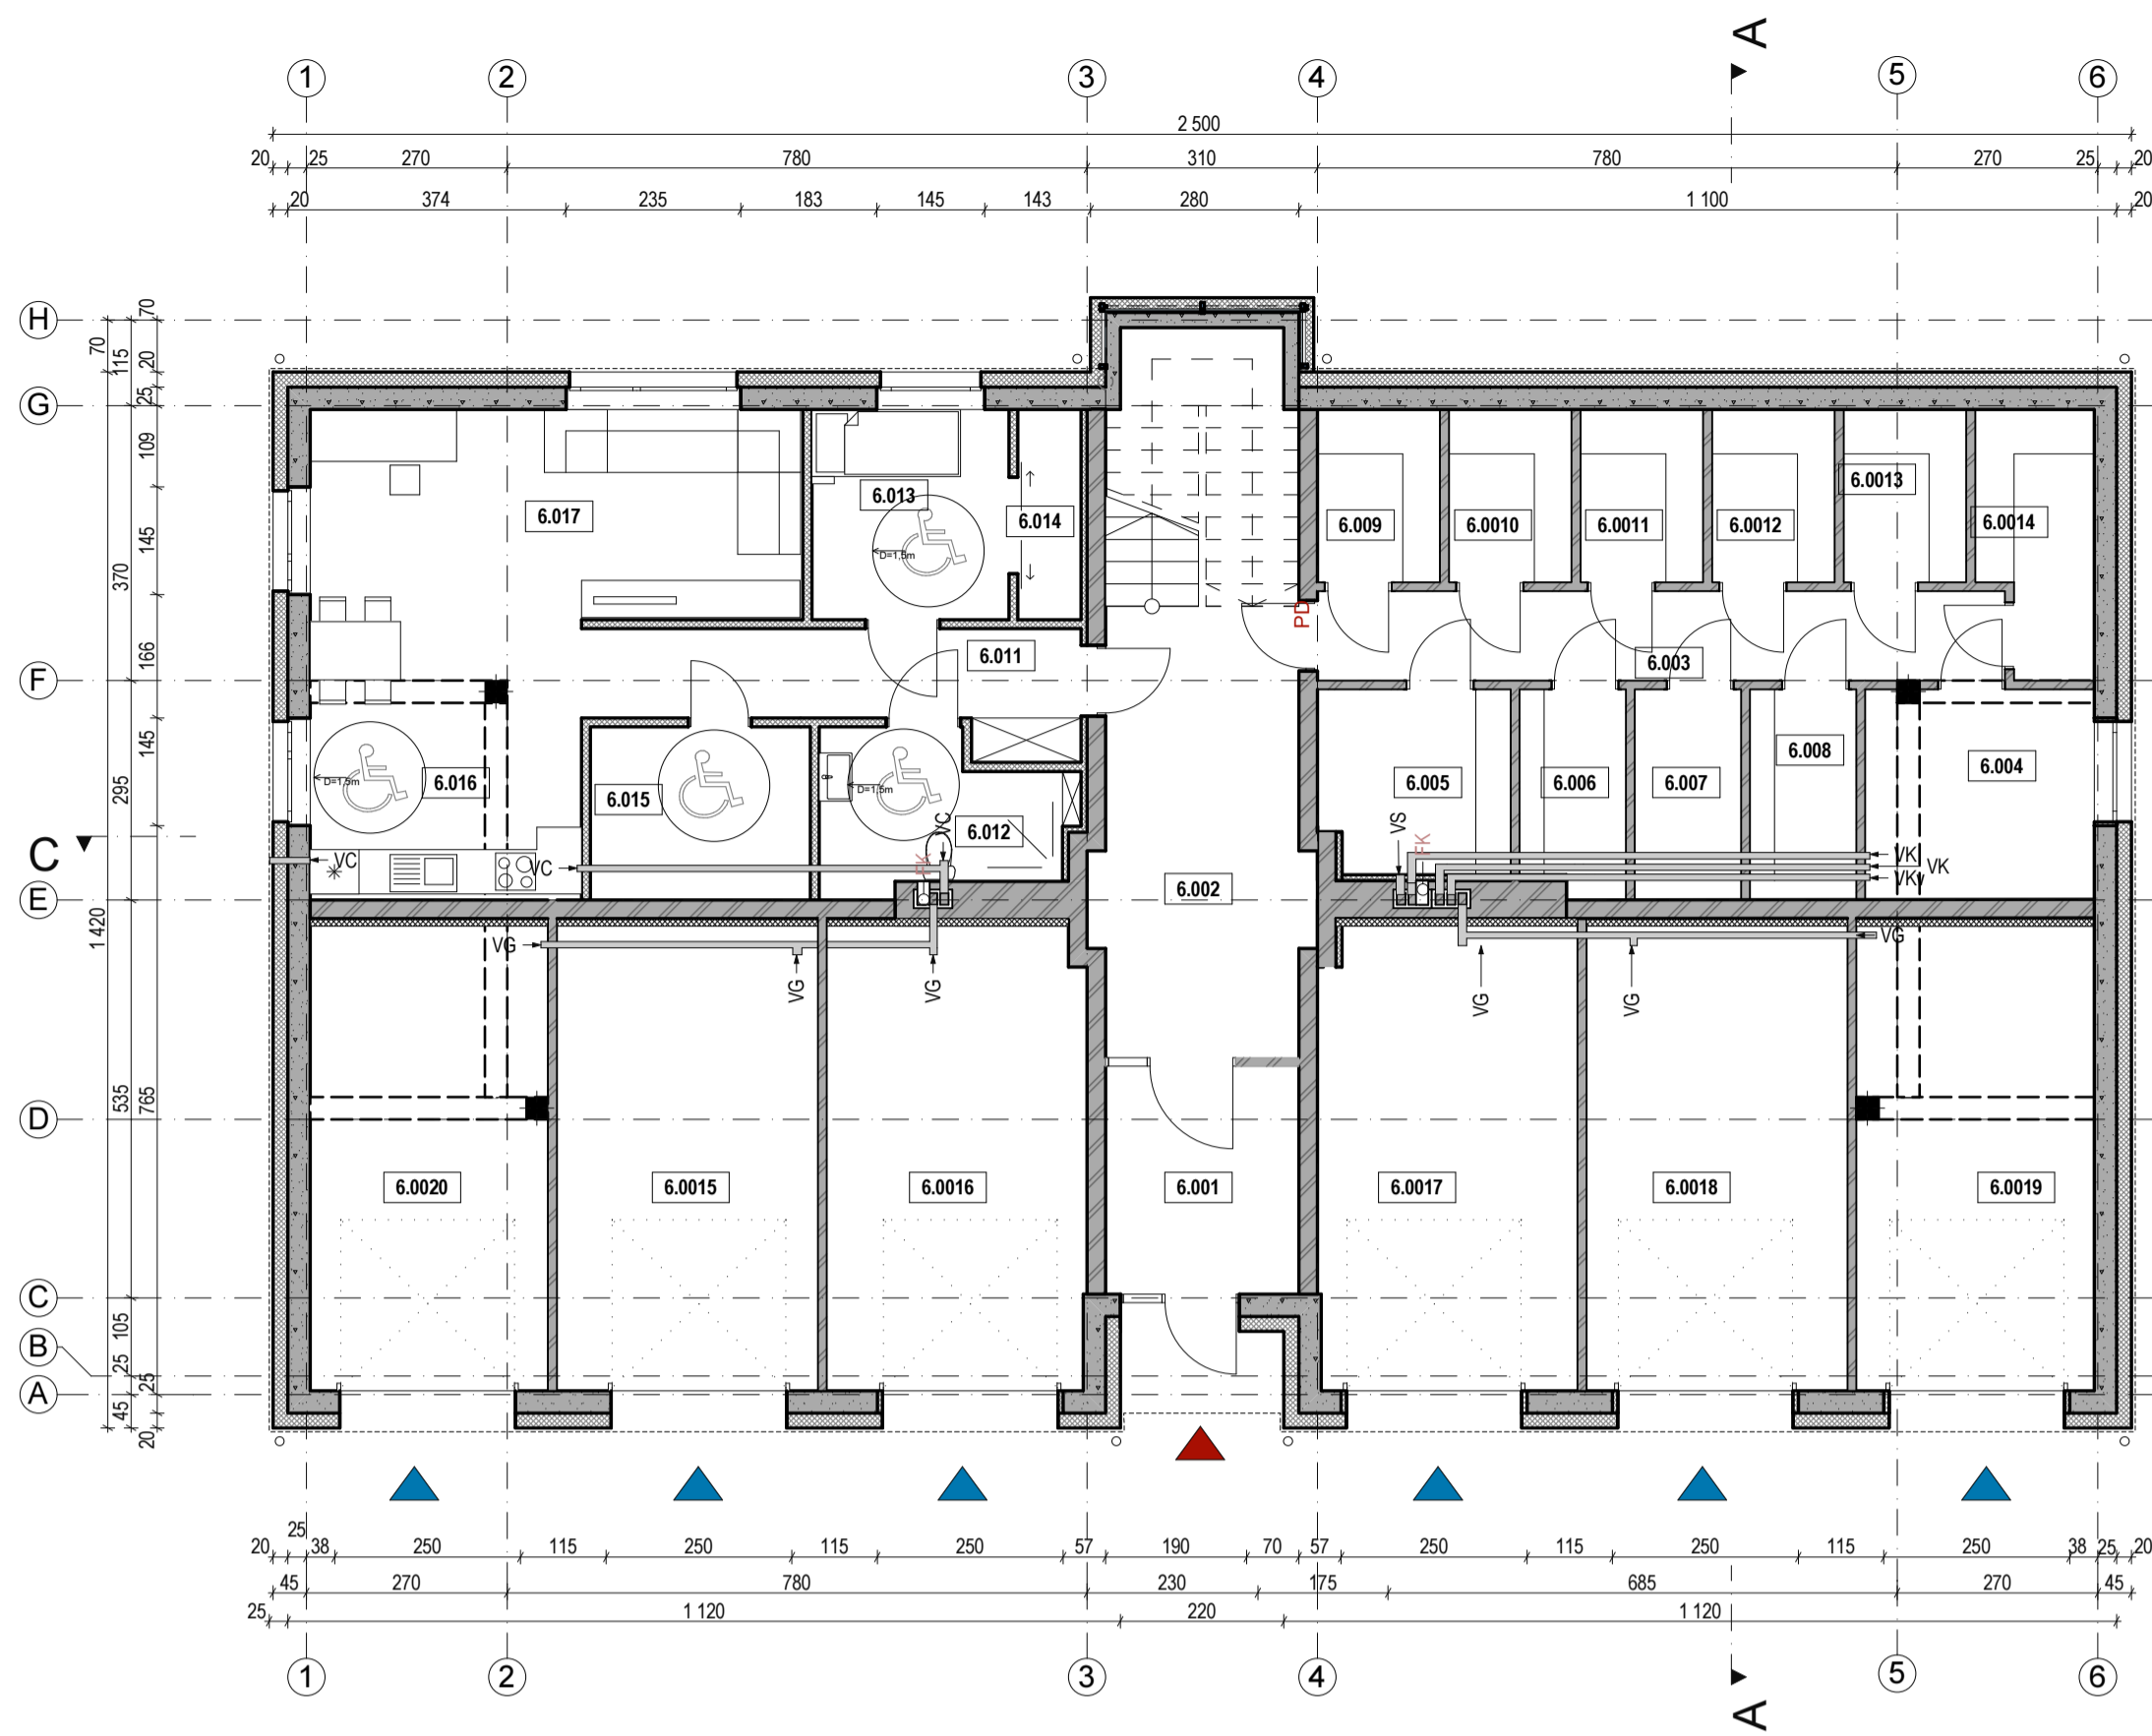 A
1 2 3 4 5 6
2 500
20 25 270 780 310 780 270 25 20
20 374 235 183 145 143 280 1 100 20
H
70 70
115 20
G
25
109
6.017
6.013
6.014
6.009
6.0010
6.0011
6.0012
6.0013
6.0014
D=1,5m
145
370
PD
166
6.011
6.003
F
145
295
D=1,5m
6.016
6.015
D=1,5m
6.012
6.005
6.006
6.007
6.008
6.004
C
VC
VC
VC
FK
VS
FK
VK
VK
VK
E
6.002
1 420
VG
VG
VG
VG
VG
VG
535
765
D
6.0020
6.0015
6.0016
6.001
6.0017
6.0018
6.0019
C
105
B
25
25
A
45
20
20 25 38 250 115 250 115 250 57 190 70 57 250 115 250 115 250 38 25 20
45 270 780 230 175 685 270 45
25 1 120 220 1 120
1 2 3 4 5 6
A